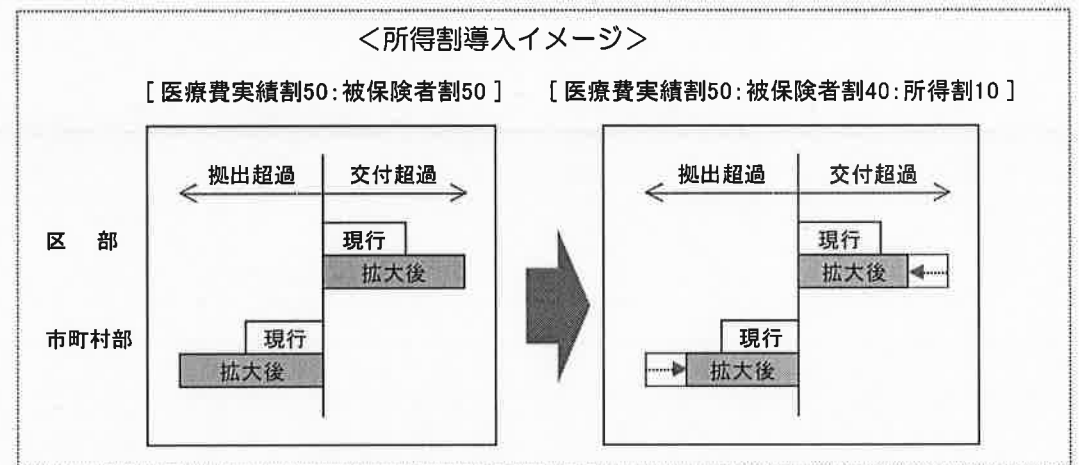 ＜所得割導入イメージ＞
[ 医療費実績割50：被保険者割50 ]
[ 医療費実績割50：被保険者割40：所得割10 ]
拠出超過
交付超過
区　部
現行
拡大後
市町村部
現行
拡大後
拠出超過
交付超過
現行
拡大後
現行
拡大後